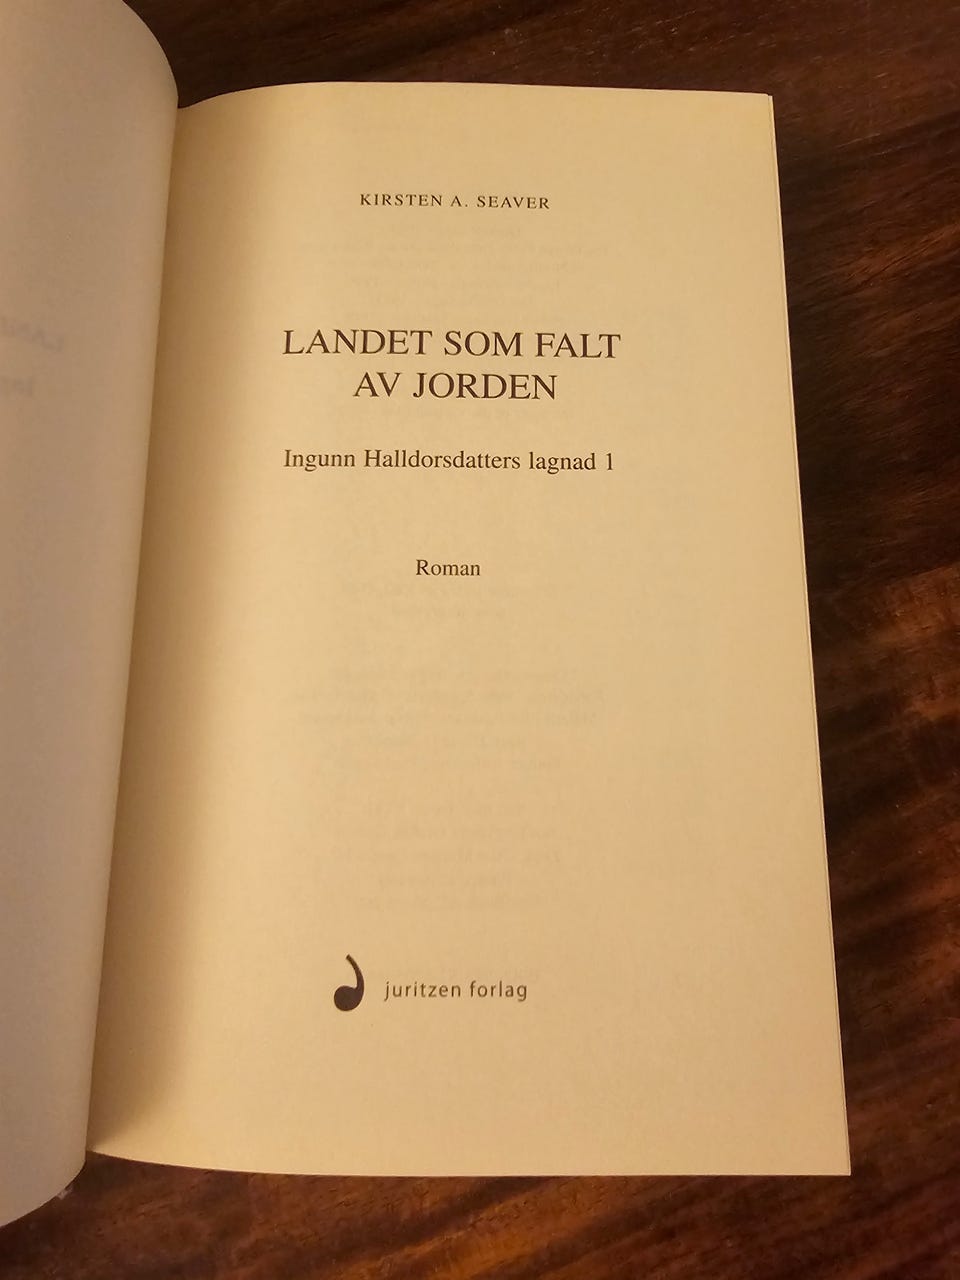 KIRSTEN A. SEAVER
LANDET SOM FALT
AV JORDEN
Ingunn Halldorsdatters lagnad 1
Roman
juritzen forlag